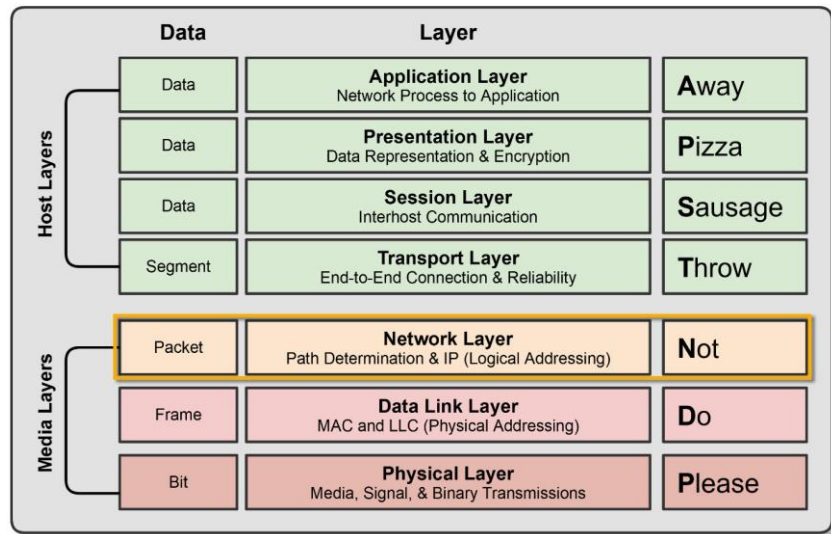 Data Layer
Host Layers
Data
Application Layer
Network Process to Application
Away
Data
Presentation Layer
Data Representation & Encryption
Pizza
Data
Session Layer
Interhost Communication
Sausage
Segment
Transport Layer
End-to-End Connection & Reliability
Throw
Media Layers
Packet
Network Layer
Path Determination & IP (Logical Addressing)
Not
Frame
Data Link Layer
MAC and LLC (Physical Addressing)
Do
Bit
Physical Layer
Media, Signal, & Binary Transmissions
Please